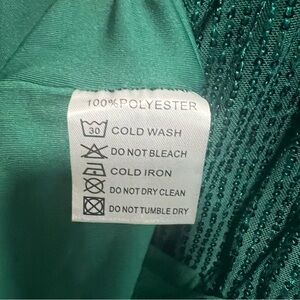 100%POLYESTER
30 COLD WASH
DO NOT BLEACH
COLD IRON
DO NOT DRY CLEAN
DO NOT TUMBLE DRY